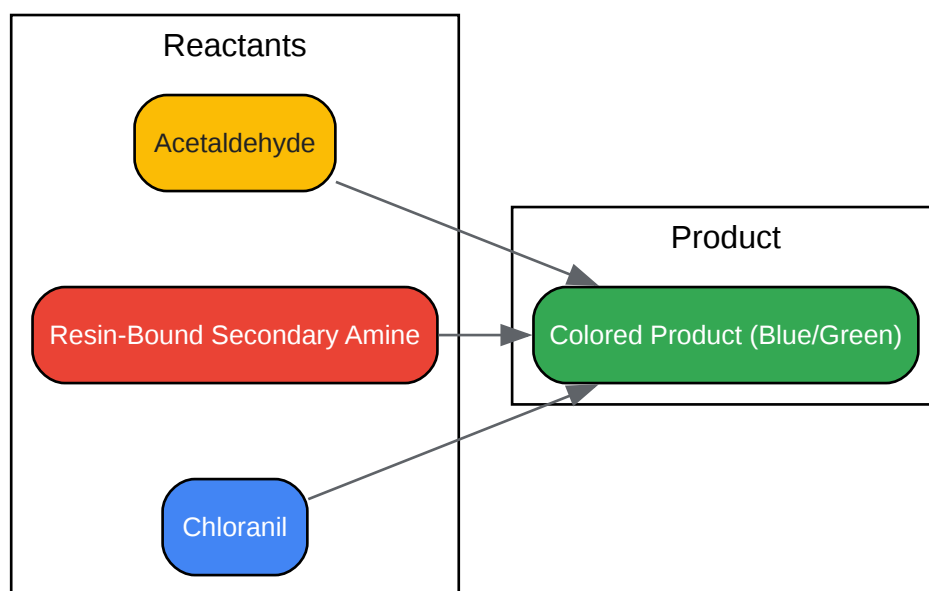 Reactants
Acetaldehyde
Resin-Bound Secondary Amine
Chloranil
Product
Colored Product (Blue/Green)